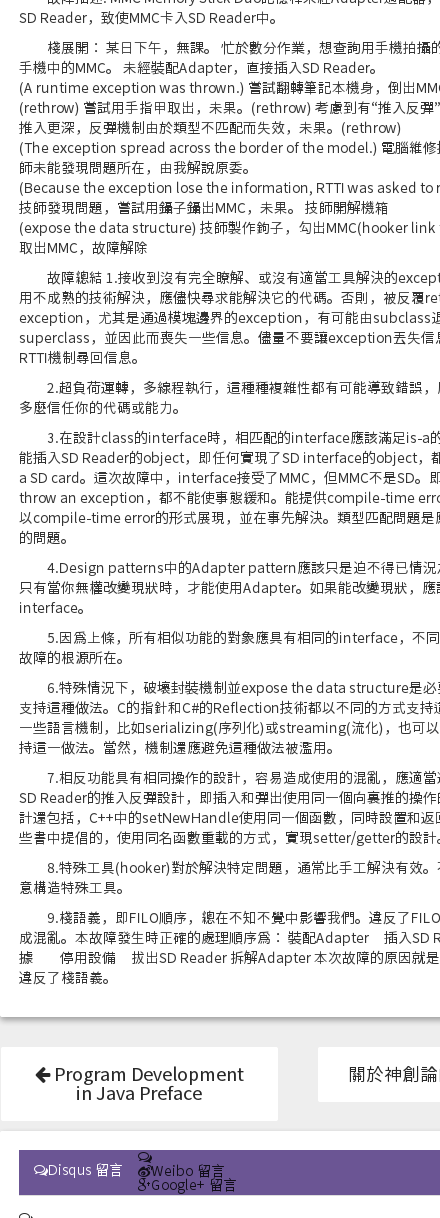 SD Reader，致使MMC卡入SD Reader中。
棧展開： 某日下午，無課。 忙於數分作業，想查詢用手機拍攝的
手機中的MMC。 未經裝配Adapter，直接插入SD Reader。
(A runtime exception was thrown.) 嘗試翻轉筆記本機身，倒出MMC
(rethrow) 嘗試用手指甲取出，未果。(rethrow) 考慮到有“推入反彈”
推入更深，反彈機制由於類型不匹配而失效，未果。(rethrow)
(The exception spread across the border of the model.) 電腦維修技
師未能發現問題所在，由我解說原委。
(Because the exception lose the information, RTTI was asked to r
技師發現問題，嘗試用鑷子鑷出MMC，未果。 技師開解機箱
(expose the data structure) 技師製作鉤子，勾出MMC(hooker link
取出MMC，故障解除
故障總結 1.接收到沒有完全瞭解、或沒有適當工具解決的except
用不成熟的技術解決，應儘快尋求能解決它的代碼。否則，被反覆ret
exception，尤其是通過模塊邊界的exception，有可能由subclass退
superclass，並因此而喪失一些信息。儘量不要讓exception丟失信息
RTTI機制尋回信息。
2.超負荷運轉，多線程執行，這種種複雜性都有可能導致錯誤，
多麼信任你的代碼或能力。
3.在設計class的interface時，相匹配的interface應該滿足is-a的
能插入SD Reader的object，即任何實現了SD interface的object，都
a SD card。這次故障中，interface接受了MMC，但MMC不是SD。即
throw an exception，都不能使事態緩和。能提供compile-time erro
以compile-time error的形式展現，並在事先解決。類型匹配問題是
的問題。
4.Design patterns中的Adapter pattern應該只是迫不得已情況
只有當你無權改變現狀時，才能使用Adapter。如果能改變現狀，應
interface。
5.因爲上條，所有相似功能的對象應具有相同的interface，不同
故障的根源所在。
6.特殊情況下，破壞封裝機制並expose the data structure是必
支持這種做法。C的指針和C#的Reflection技術都以不同的方式支持這
一些語言機制，比如serializing(序列化)或streaming(流化)，也可以
持這一做法。當然，機制還應避免這種做法被濫用。
7.相反功能具有相同操作的設計，容易造成使用的混亂，應適當
SD Reader的推入反彈設計，即插入和彈出使用同一個向裏推的操作
計還包括，C++中的setNewHandle使用同一個函數，同時設置和返
些書中提倡的，使用同名函數重載的方式，實現setter/getter的設計。
8.特殊工具(hooker)對於解決特定問題，通常比手工解決有效。
意構造特殊工具。
9.棧語義，即FILO順序，總在不知不覺中影響我們。違反了FILO
成混亂。本故障發生時正確的處理順序爲： 裝配Adapter 插入SD R
據 停用設備 拔出SD Reader 拆解Adapter 本次故障的原因就是
違反了棧語義。
Program Development
in Java Preface
關於神創論
Disqus 留言
Weibo 留言
Google+ 留言